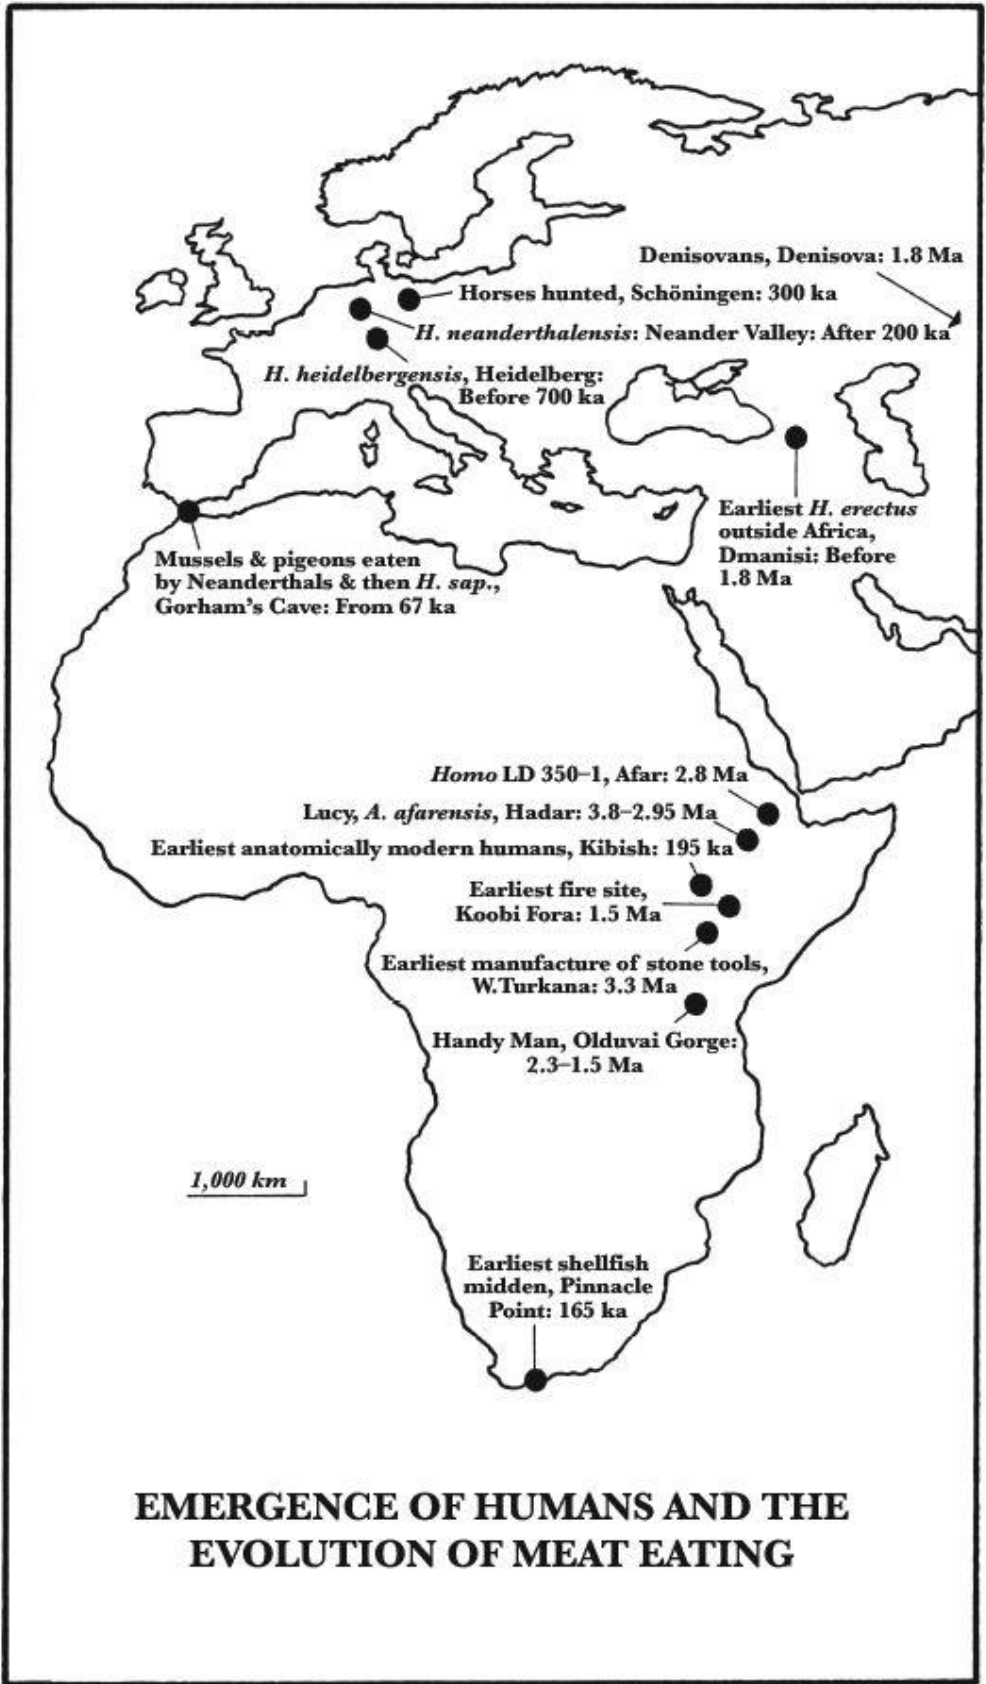 Denisovans, Denisova: 1.8 Ma
Horses hunted, Schöningen: 300 ka
H. neanderthalensis: Neander Valley: After 200 ka
H. heidelbergensis, Heidelberg:
Before 700 ka
Earliest H. erectus
outside Africa,
Dmanisi: Before
1.8 Ma
Mussels & pigeons eaten
by Neanderthals & then H. sap.,
Gorham's Cave: From 67 ka
Homo LD 350–1, Afar: 2.8 Ma
Lucy, A. afarensis, Hadar: 3.8–2.95 Ma
Earliest anatomically modern humans, Kibish: 195 ka
Earliest fire site,
Koobi Fora: 1.5 Ma
Earliest manufacture of stone tools,
W.Turkana: 3.3 Ma
Handy Man, Olduvai Gorge:
2.3–1.5 Ma
1,000 km
Earliest shellfish
midden, Pinnacle
Point: 165 ka
EMERGENCE OF HUMANS AND THE
EVOLUTION OF MEAT EATING